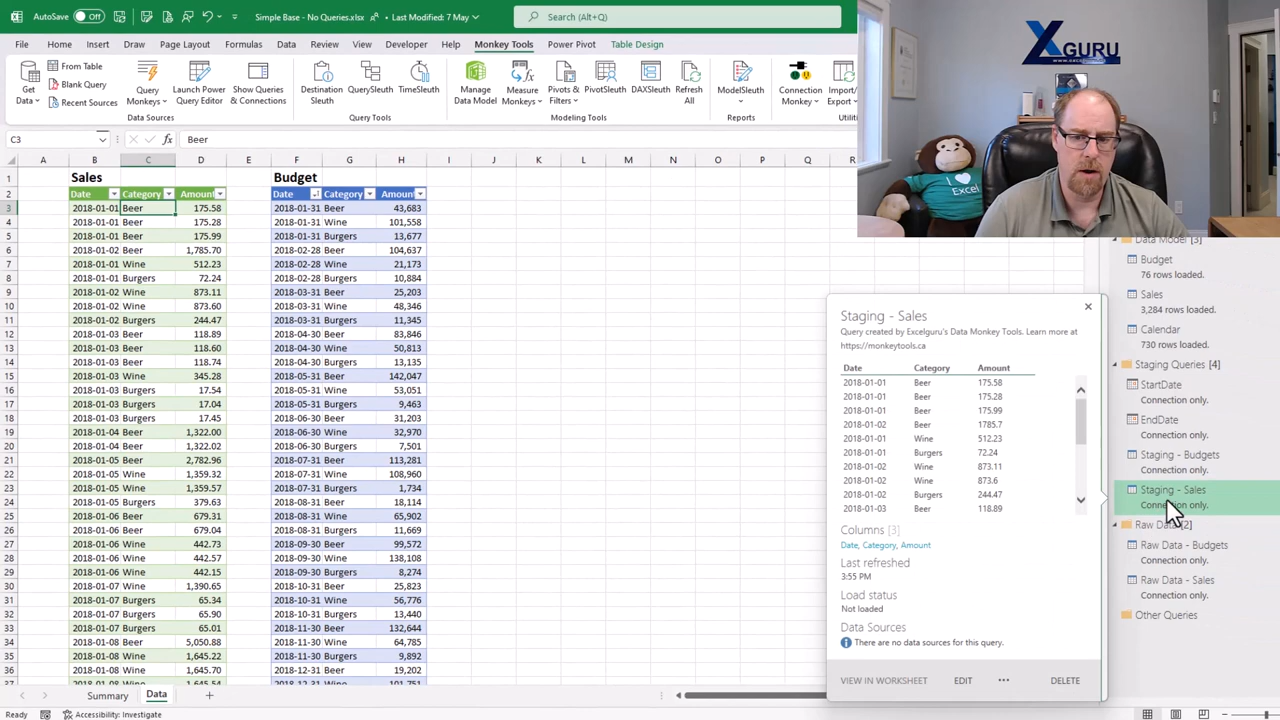 Excel AutoSave Off Simple Base - No Queries.xlsx Last Modified: 7 May Search (Alt+Q)
File Home Insert Draw Page Layout Formulas Data Review View Developer Help Monkey Tools Power Pivot Table Design
From Table
Blank Query
Recent Sources
Get Data
Query Monkeys
Launch Power Query Editor
Show Queries & Connections
Destination Sleuth
QuerySleuth
TimeSleuth
Manage Data Model
Measure Monkeys
Pivots & Filters
PivotSleuth
DAXSleuth
Refresh All
ModelSleuth
Connection Monkey
Import/ Export
Data Sources Query Tools Modeling Tools Reports Utiliti
C3 fx Beer
A B C D E F G H I J K L M N O P Q R
1 Sales Budget
2 Date Category Amount Date Category Amount
3 2018-01-01 Beer 175.58 2018-01-31 Beer 43,683
4 2018-01-01 Beer 175.28 2018-01-31 Wine 101,558
5 2018-01-01 Beer 175.99 2018-01-31 Burgers 13,677
6 2018-01-02 Beer 1,785.70 2018-02-28 Beer 104,637
7 2018-01-01 Wine 512.23 2018-02-28 Wine 21,173
8 2018-01-01 Burgers 72.24 2018-02-28 Burgers 10,884
9 2018-01-02 Wine 873.11 2018-03-31 Beer 25,203
10 2018-01-02 Wine 873.60 2018-03-31 Wine 48,346
11 2018-01-02 Burgers 244.47 2018-03-31 Burgers 11,345
12 2018-01-03 Beer 118.89 2018-04-30 Beer 83,846
13 2018-01-03 Beer 118.60 2018-04-30 Wine 50,813
14 2018-01-03 Beer 118.74 2018-04-30 Burgers 13,135
15 2018-01-03 Wine 345.28 2018-05-31 Beer 142,047
16 2018-01-03 Burgers 17.54 2018-05-31 Wine 53,051
17 2018-01-03 Burgers 17.04 2018-05-31 Burgers 9,463
18 2018-01-03 Burgers 17.45 2018-06-30 Beer 31,203
19 2018-01-04 Beer 1,322.00 2018-06-30 Wine 32,970
20 2018-01-04 Beer 1,322.02 2018-06-30 Burgers 7,501
21 2018-01-05 Beer 2,782.96 2018-07-31 Beer 113,281
22 2018-01-05 Wine 1,359.32 2018-07-31 Wine 108,960
23 2018-01-05 Wine 1,359.57 2018-07-31 Burgers 1,734
24 2018-01-05 Burgers 379.63 2018-08-31 Beer 18,114
25 2018-01-06 Beer 679.31 2018-08-31 Wine 65,902
26 2018-01-06 Beer 679.04 2018-08-31 Burgers 11,069
27 2018-01-06 Wine 442.73 2018-09-30 Beer 99,572
28 2018-01-06 Wine 442.57 2018-09-30 Wine 138,108
29 2018-01-06 Wine 442.15 2018-09-30 Burgers 8,274
30 2018-01-07 Wine 1,390.65 2018-10-31 Beer 25,823
31 2018-01-07 Burgers 65.34 2018-10-31 Wine 56,776
32 2018-01-07 Burgers 65.90 2018-10-31 Burgers 13,440
33 2018-01-07 Burgers 65.01 2018-11-30 Beer 132,644
34 2018-01-08 Beer 5,050.88 2018-11-30 Wine 64,785
35 2018-01-08 Wine 1,645.22 2018-11-30 Burgers 9,892
36 2018-01-08 Wine 1,645.70 2018-12-31 Beer 19,202
37 2018-01-08 Wine 1,645.67 2018-12-31 Wine 101,751
Summary Data
Ready Accessibility: Investigate
XGURU
I Excel
Data Model [3]
Budget
76 rows loaded.
Sales
3,284 rows loaded.
Calendar
730 rows loaded.
Staging Queries [4]
StartDate
Connection only.
EndDate
Connection only.
Staging - Budgets
Connection only.
Staging - Sales
Connection only.
Raw Data [2]
Raw Data - Budgets
Connection only.
Raw Data - Sales
Connection only.
Other Queries
Staging - Sales
Query created by Excelguru's Data Monkey Tools. Learn more at
https://monkeytools.ca
Date Category Amount
2018-01-01 Beer 175.58
2018-01-01 Beer 175.28
2018-01-01 Beer 175.99
2018-01-02 Beer 1785.7
2018-01-01 Wine 512.23
2018-01-01 Burgers 72.24
2018-01-02 Wine 873.11
2018-01-02 Wine 873.6
2018-01-02 Burgers 244.47
2018-01-03 Beer 118.89
Columns [3]
Date, Category, Amount
Last refreshed
3:55 PM
Load status
Not loaded
Data Sources
There are no data sources for this query.
VIEW IN WORKSHEET EDIT ... DELETE